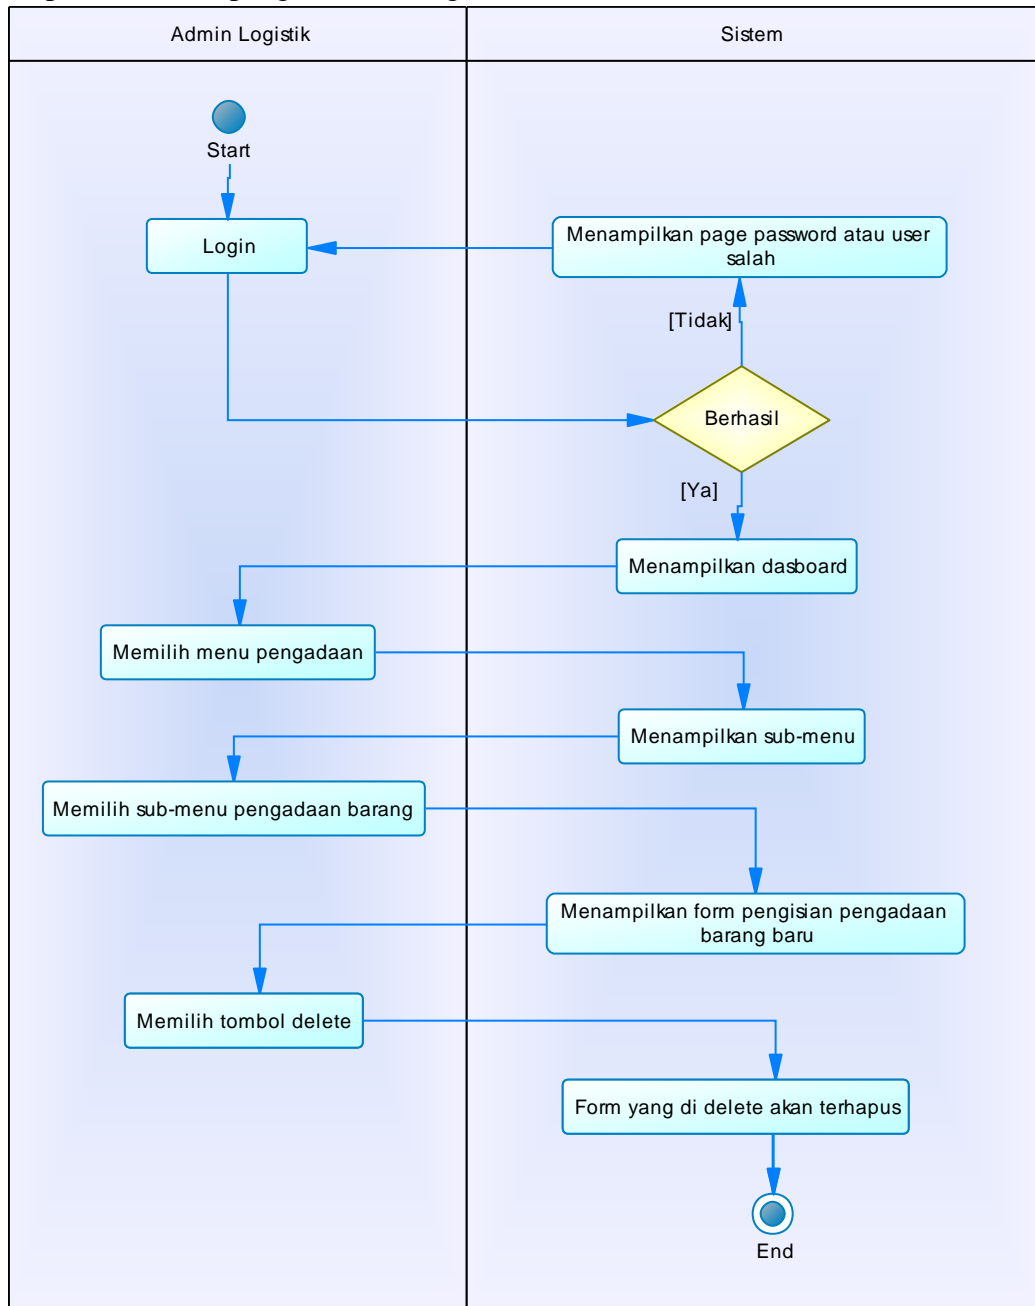 Admin Logistik
Sistem
Start
Login
Menampilkan page password atau user
salah
[Tidak]
Berhasil
[Ya]
Menampilkan dasboard
Memilih menu pengadaan
Menampilkan sub-menu
Memilih sub-menu pengadaan barang
Menampilkan form pengisian pengadaan
barang baru
Memilih tombol delete
Form yang di delete akan terhapus
End